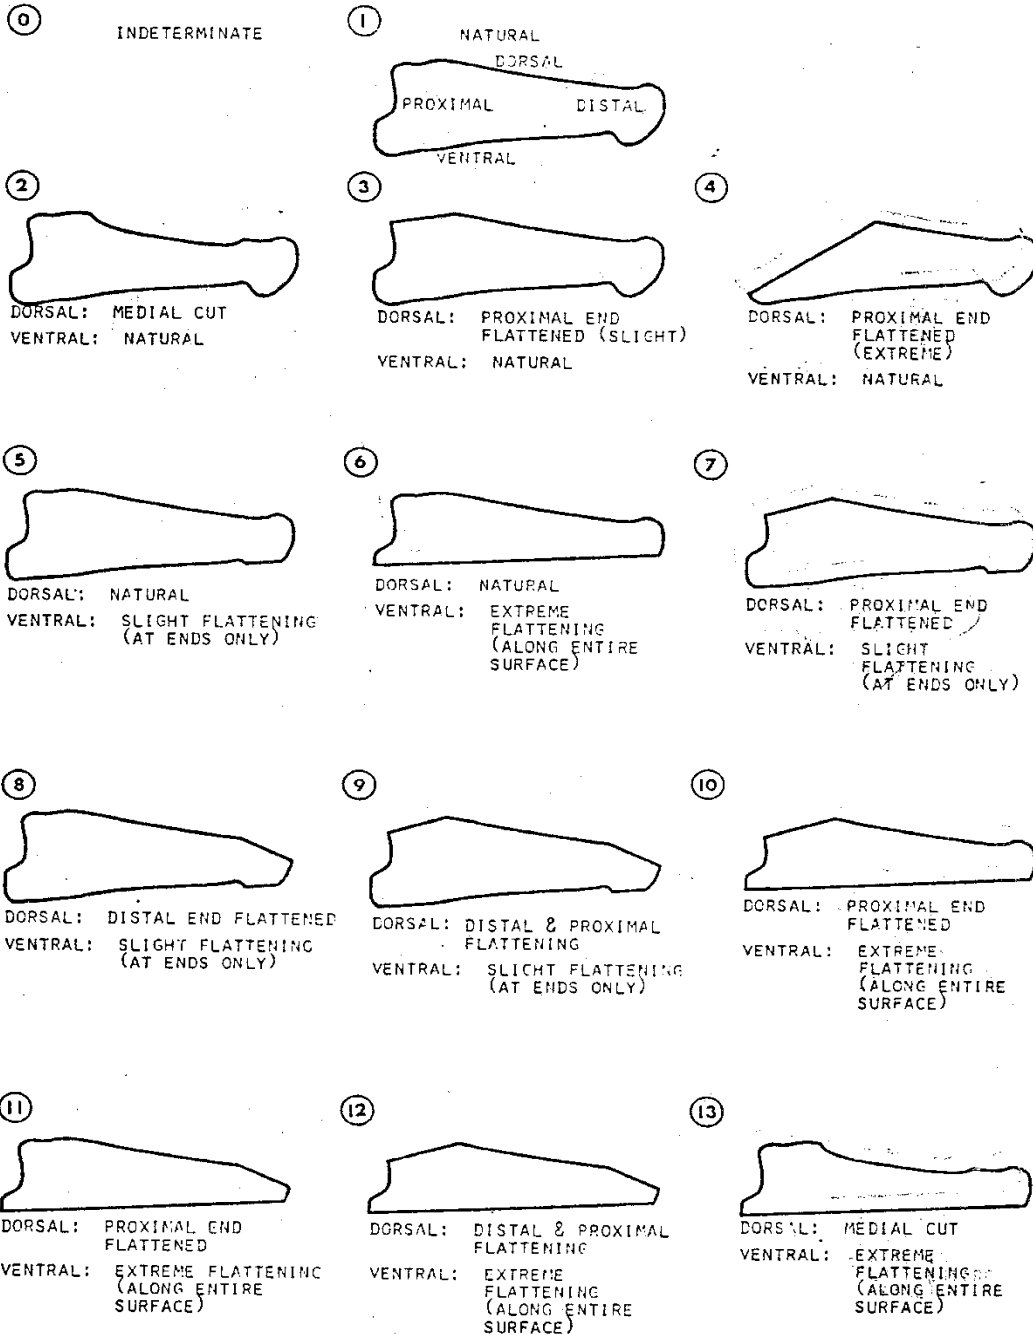 0
INDETERMINATE
1
NATURAL
DORSAL
PROXIMAL DISTAL
VENTRAL
2
DORSAL: MEDIAL CUT
VENTRAL: NATURAL
3
DORSAL: PROXIMAL END
FLATTENED (SLIGHT)
VENTRAL: NATURAL
4
DORSAL: PROXIMAL END
FLATTENED
(EXTREME)
VENTRAL: NATURAL
5
DORSAL: NATURAL
VENTRAL: SLIGHT FLATTENING
(AT ENDS ONLY)
6
DORSAL: NATURAL
VENTRAL: EXTREME
FLATTENING
(ALONG ENTIRE
SURFACE)
7
DORSAL: PROXIMAL END
FLATTENED
VENTRAL: SLIGHT
FLATTENING
(AT ENDS ONLY)
8
DORSAL: DISTAL END FLATTENED
VENTRAL: SLIGHT FLATTENING
(AT ENDS ONLY)
9
DORSAL: DISTAL & PROXIMAL
FLATTENING
VENTRAL: SLIGHT FLATTENING
(AT ENDS ONLY)
10
DORSAL: PROXIMAL END
FLATTENED
VENTRAL: EXTREME
FLATTENING
(ALONG ENTIRE
SURFACE)
11
DORSAL: PROXIMAL END
FLATTENED
VENTRAL: EXTREME FLATTENING
(ALONG ENTIRE
SURFACE)
12
DORSAL: DISTAL & PROXIMAL
FLATTENING
VENTRAL: EXTREME
FLATTENING
(ALONG ENTIRE
SURFACE)
13
DORSAL: MEDIAL CUT
VENTRAL: EXTREME
FLATTENING
(ALONG ENTIRE
SURFACE)